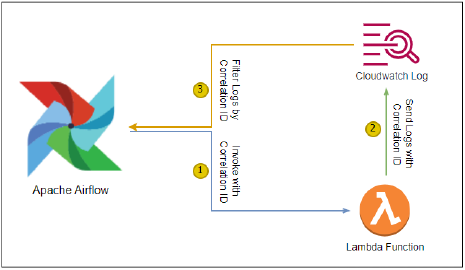 Cloudwatch Log
3
Filter Logs by
Correlation ID
2
Send Logs with
Correlation ID
Apache Airflow
1
Invoke with
Correlation ID
Lambda Function